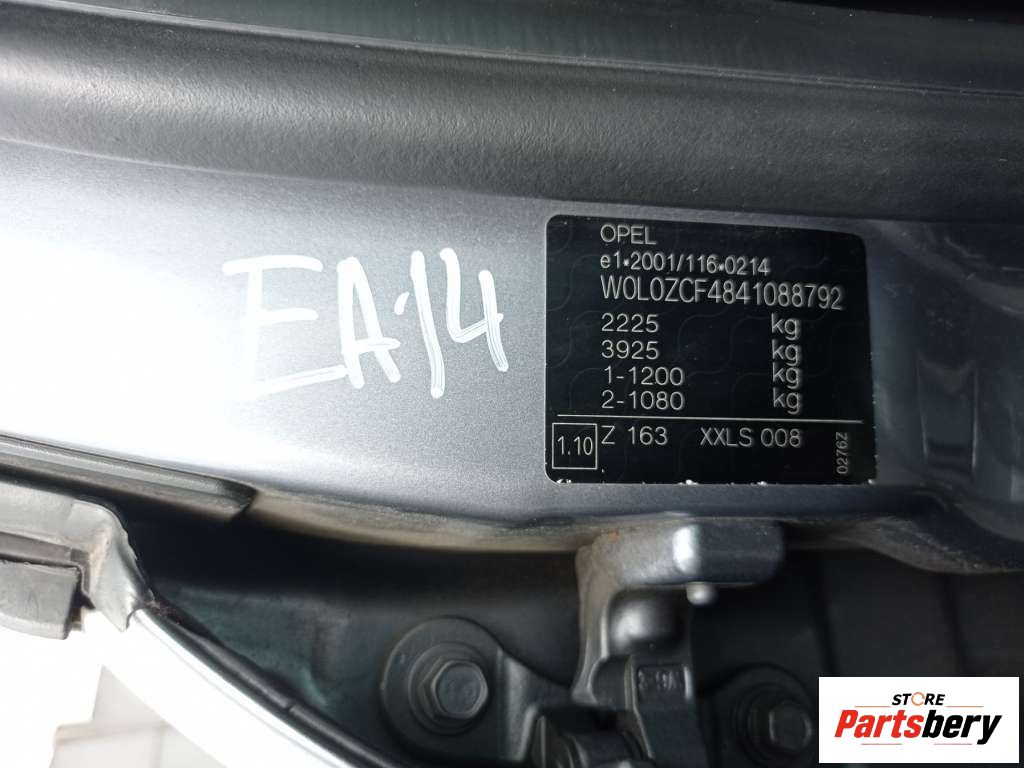 EA14
OPEL
e1•2001/116•0214
W0L0ZCF4841088792
2225 kg
3925 kg
1-1200 kg
2-1080 kg
1.10 Z 163 XXLS 008
0276Z
STORE
Partsbery